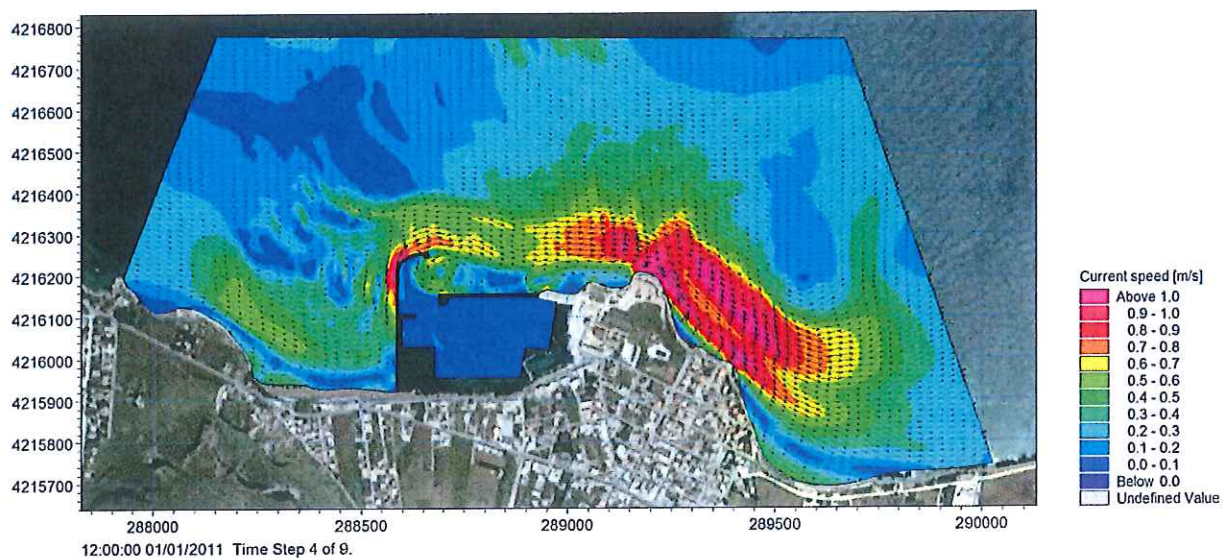 4216800
4216700
4216600
4216500
4216400
4216300
4216200
4216100
4216000
4215900
4215800
4215700
288000 288500 289000 289500 290000
12:00:00 01/01/2011 Time Step 4 of 9.
Current speed [m/s]
Above 1.0
0.9 - 1.0
0.8 - 0.9
0.7 - 0.8
0.6 - 0.7
0.5 - 0.6
0.4 - 0.5
0.3 - 0.4
0.2 - 0.3
0.1 - 0.2
0.0 - 0.1
Below 0.0
Undefined Value